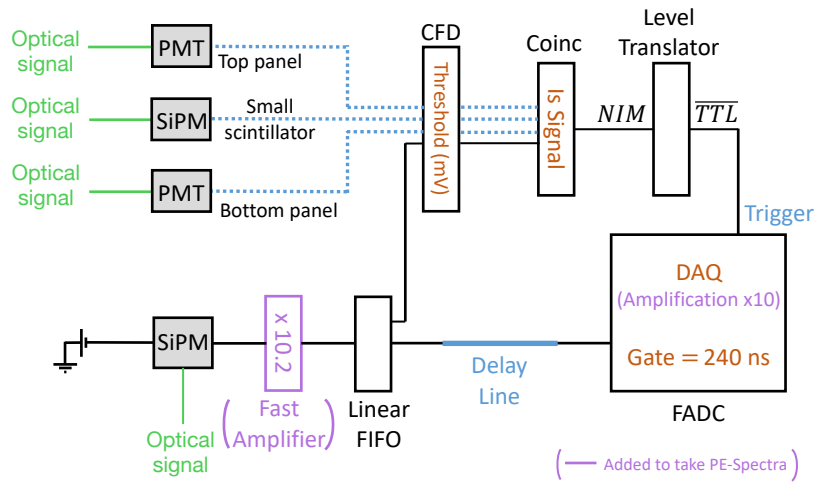 Optical
signal
PMT
Top panel
Optical
signal
SiPM
Small
scintillator
Optical
signal
PMT
Bottom panel
CFD
Threshold (mV)
Coinc
Is Signal
NIM
Level
Translator
TTL
Trigger
DAQ
(Amplification x10)
Gate = 240 ns
FADC
SiPM
Optical
signal
x 10.2
(Fast
Amplifier)
Linear
FIFO
Delay
Line
( — Added to take PE-Spectra )